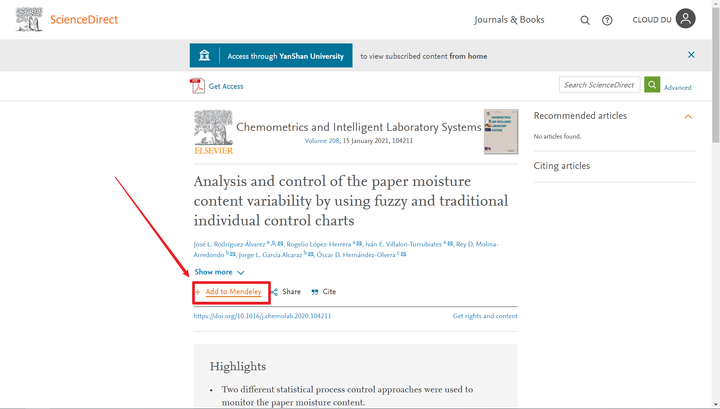 ScienceDirect
Journals & Books
CLOUD DU
Access through YanShan University
to view subscribed content from home
Get Access
Search ScienceDirect
Advanced
ELSEVIER
Chemometrics and Intelligent Laboratory Systems
Volume 208, 15 January 2021, 104211
Recommended articles
No articles found.
Citing articles
Analysis and control of the paper moisture
content variability by using fuzzy and traditional
individual control charts
José L. Rodríguez-Álvarez a, Rogelio López-Herrera a, Iván E. Villalon-Turrubiates a, Rey D. Molina-
Arredondo b, Jorge L. García Alcaraz b, Óscar D. Hernández-Olvera c
Show more
+ Add to Mendeley
Share
Cite
https://doi.org/10.1016/j.chemolab.2020.104211
Get rights and content
Highlights
• Two different statistical process control approaches were used to
monitor the paper moisture content.